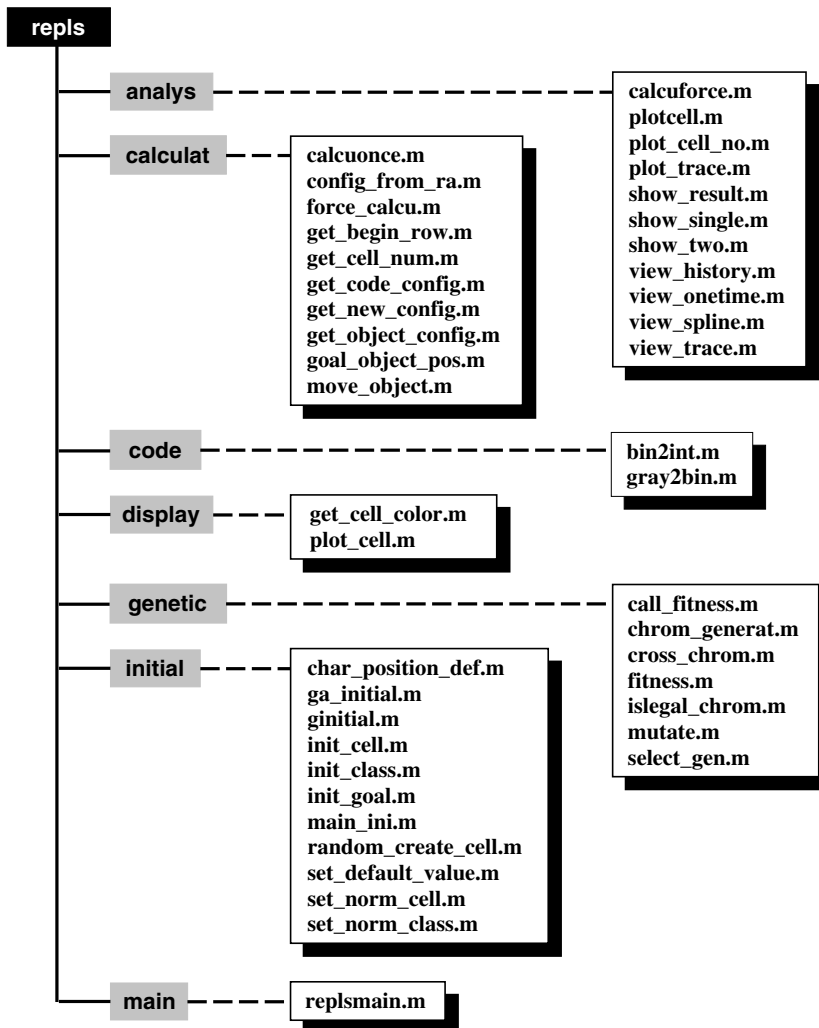 repls
analys
calcuforce.m
plotcell.m
plot_cell_no.m
plot_trace.m
show_result.m
show_single.m
show_two.m
view_history.m
view_onetime.m
view_spline.m
view_trace.m
calculat
calcuonce.m
config_from_ra.m
force_calcu.m
get_begin_row.m
get_cell_num.m
get_code_config.m
get_new_config.m
get_object_config.m
goal_object_pos.m
move_object.m
code
bin2int.m
gray2bin.m
display
get_cell_color.m
plot_cell.m
genetic
call_fitness.m
chrom_generat.m
cross_chrom.m
fitness.m
islegal_chrom.m
mutate.m
select_gen.m
initial
char_position_def.m
ga_initial.m
ginitial.m
init_cell.m
init_class.m
init_goal.m
main_ini.m
random_create_cell.m
set_default_value.m
set_norm_cell.m
set_norm_class.m
main
replsmain.m